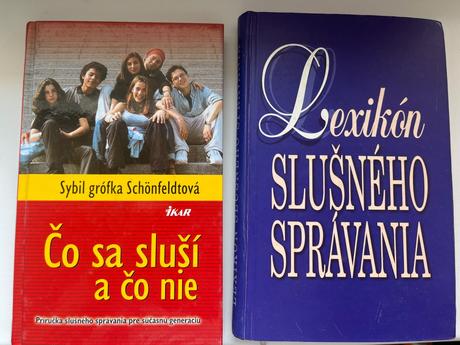 Sybil grófka Schönfeldtová
IKAR
Čo sa sluší
a čo nie
Príručka slušného správania pre súčasnú generáciu
Lexikón
SLUŠNÉHO
SPRÁVANIA